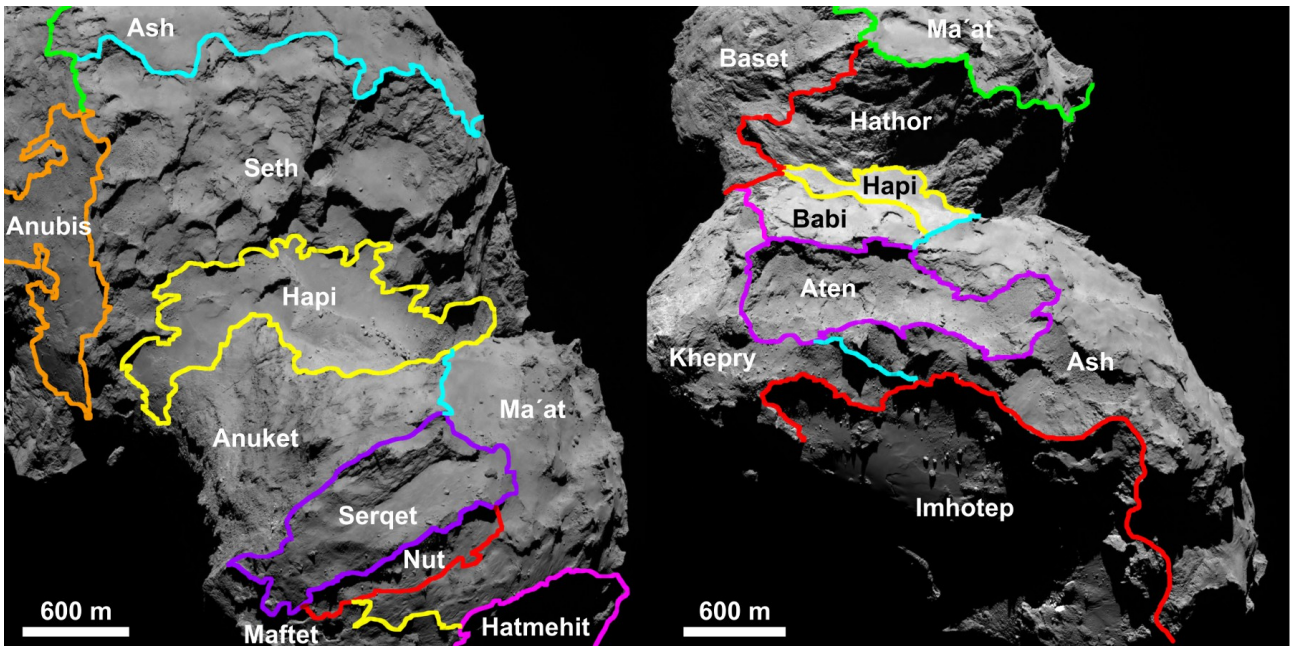 Ash
Seth
Anubis
Hapi
Ma´at
Anuket
Serqet
Nut
600 m
Maftet
Hatmehit
Ma´at
Baset
Hathor
Hapi
Babi
Aten
Khepry
Ash
Imhotep
600 m